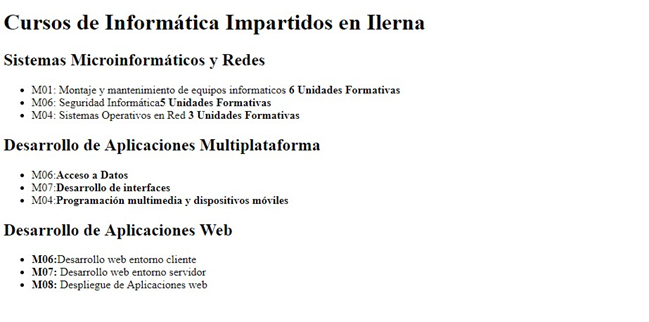 Cursos de Informática Impartidos en Ilerna
Sistemas Microinformáticos y Redes
M01: Montaje y mantenimiento de equipos informaticos 6 Unidades Formativas
M06: Seguridad Informática5 Unidades Formativas
M04: Sistemas Operativos en Red 3 Unidades Formativas
Desarrollo de Aplicaciones Multiplataforma
M06:Acceso a Datos
M07:Desarrollo de interfaces
M04:Programación multimedia y dispositivos móviles
Desarrollo de Aplicaciones Web
M06:Desarrollo web entorno cliente
M07: Desarrollo web entorno servidor
M08: Despliegue de Aplicaciones web